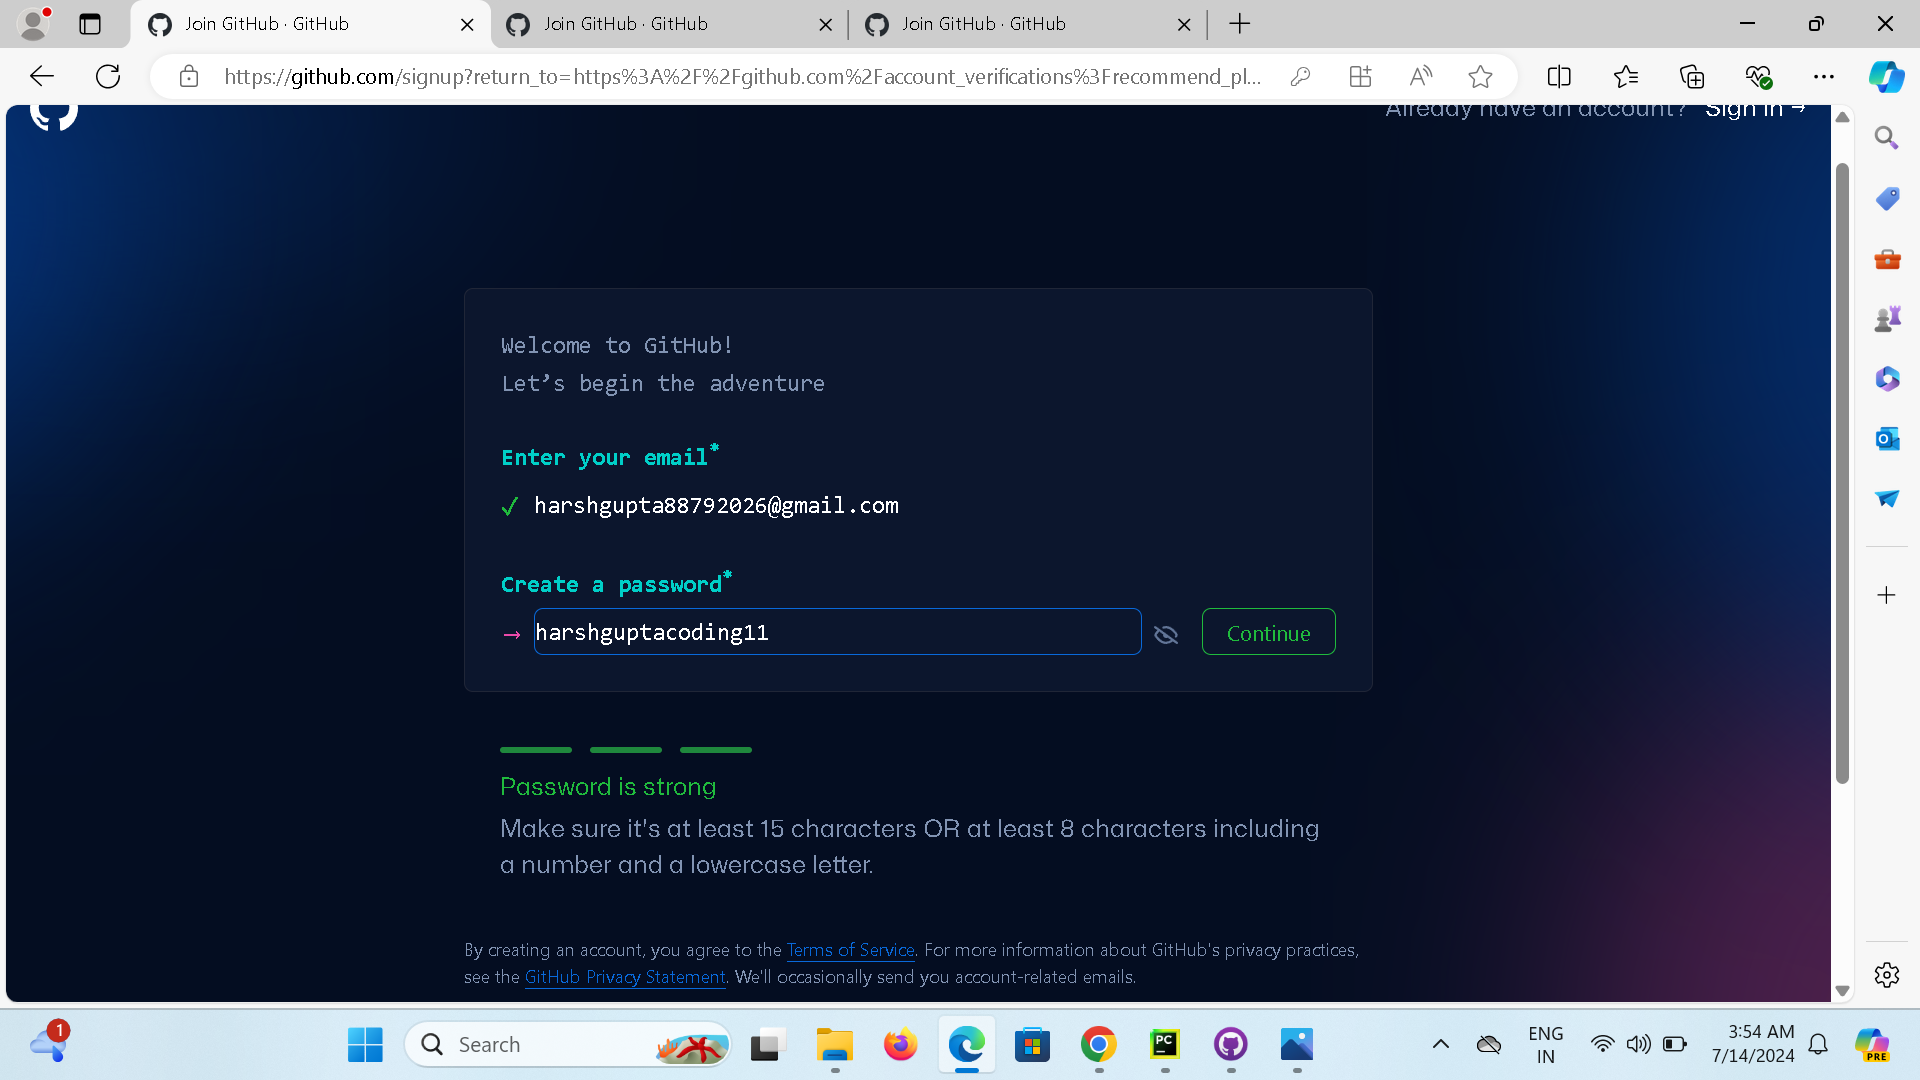 Join GitHub · GitHub
Join GitHub · GitHub
Join GitHub · GitHub
https://github.com/signup?return_to=https%3A%2F%2Fgithub.com%2Faccount_verifications%3Frecommend_pl...
Already have an account? Sign in →
Welcome to GitHub!
Let’s begin the adventure
Enter your email*
✓ harshgupta88792026@gmail.com
Create a password*
→ harshguptacoding11
Continue
Password is strong
Make sure it's at least 15 characters OR at least 8 characters including
a number and a lowercase letter.
By creating an account, you agree to the Terms of Service. For more information about GitHub's privacy practices,
see the GitHub Privacy Statement. We'll occasionally send you account-related emails.
1
Search
PC
ENG
IN
3:54 AM
7/14/2024
PRE